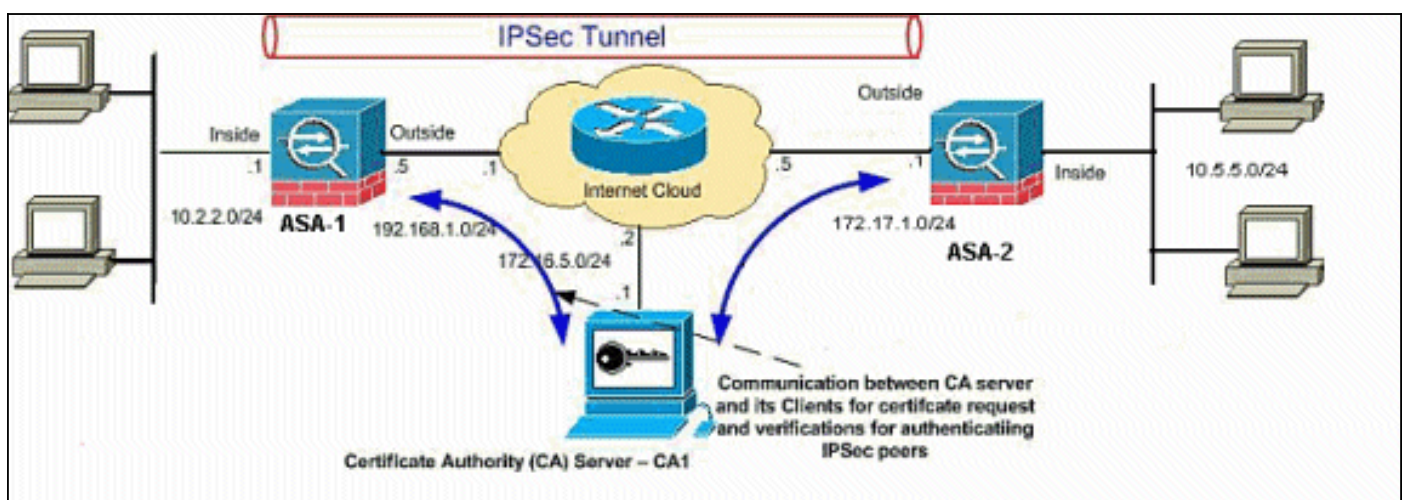 IPSec Tunnel
Outside
Inside
Outside
.1
.5
.1
Internet Cloud
.5
.1
Inside
10.5.5.0/24
10.2.2.0/24
ASA-1
192.168.1.0/24
172.17.1.0/24
ASA-2
.2
172.16.5.0/24
.1
Communication between CA server
and its Clients for certifcate request
and verifications for authenticatiing
IPSec peers
Certificate Authority (CA) Server – CA1